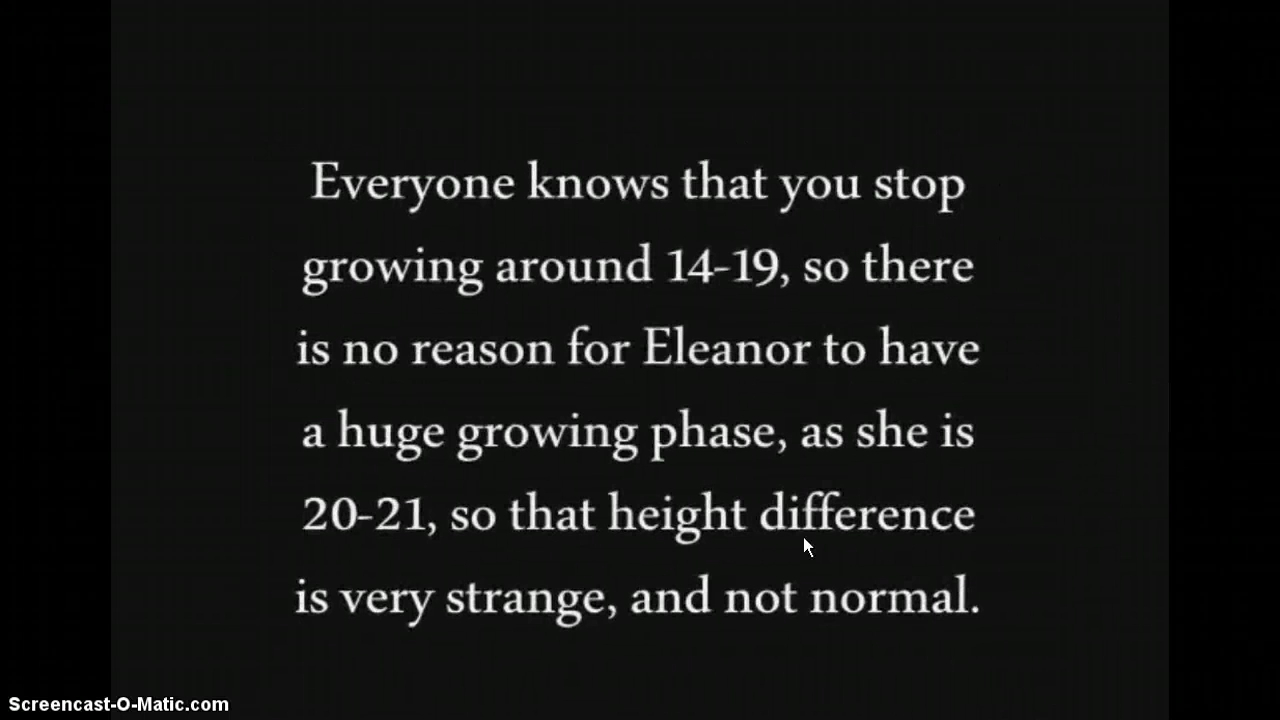 Everyone knows that you stop
growing around 14-19, so there
is no reason for Eleanor to have
a huge growing phase, as she is
20-21, so that height difference
is very strange, and not normal.
Screencast-O-Matic.com